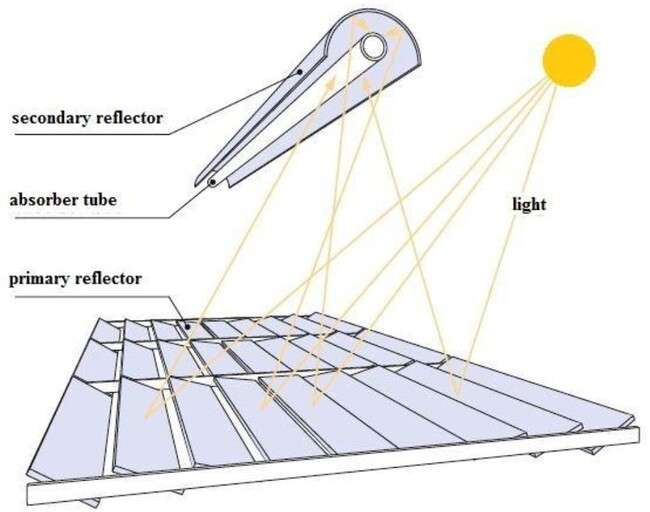 secondary reflector
absorber tube
light
primary reflector